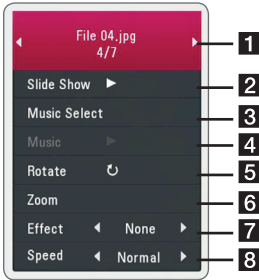 File 04.jpg
4/7
1
Slide Show
2
Music Select
3
Music
4
Rotate
5
Zoom
6
Effect None
7
Speed Normal
8